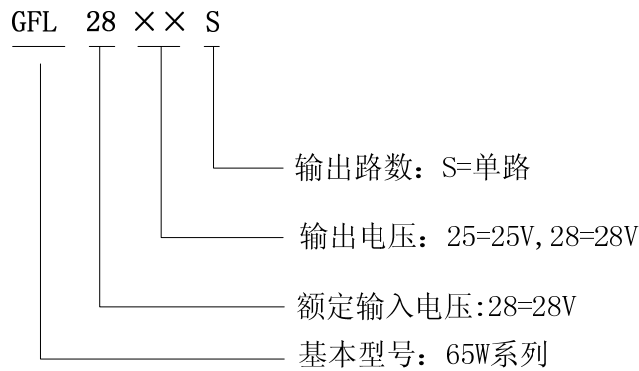 GFL 28 ×× S
输出路数：S=单路
输出电压：25=25V,28=28V
额定输入电压:28=28V
基本型号：65W系列